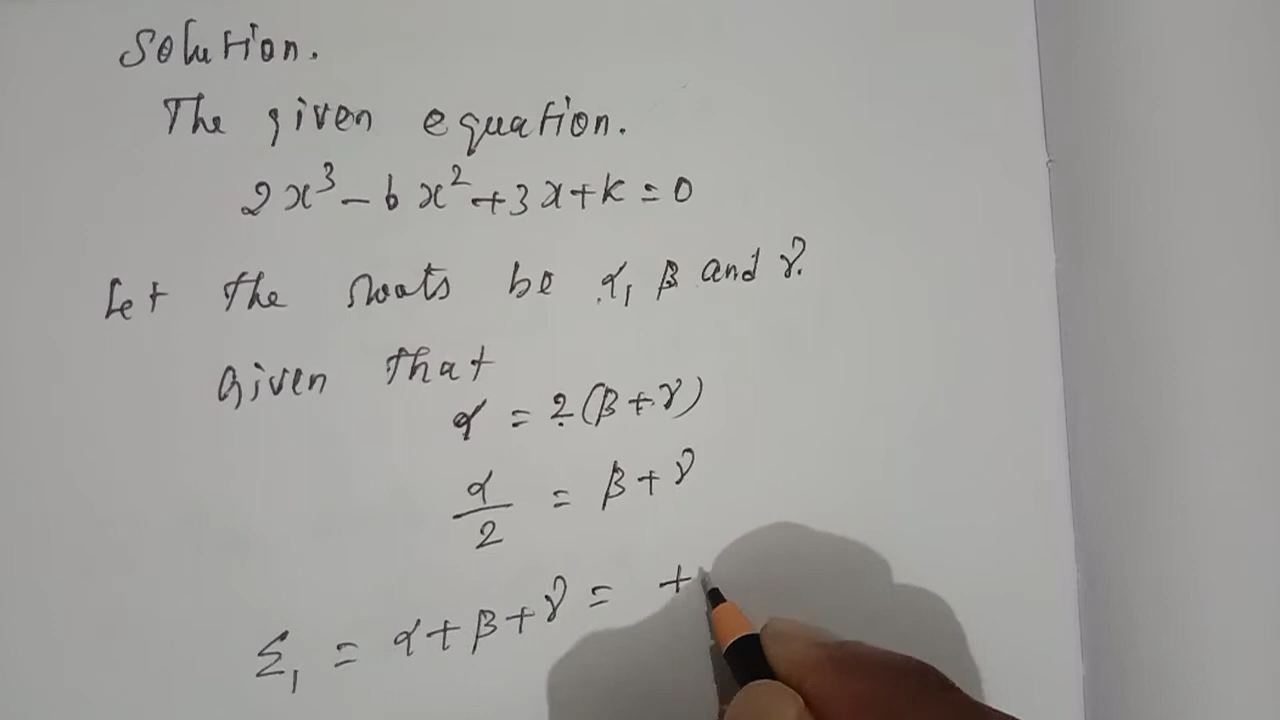 Solution.
The given equation.
2x³ - 6x² + 3x + k = 0
Let the roots be α, β and γ.
Given that
α = 2(β + γ)
α/2 = β + γ
Σ₁ = α + β + γ = +